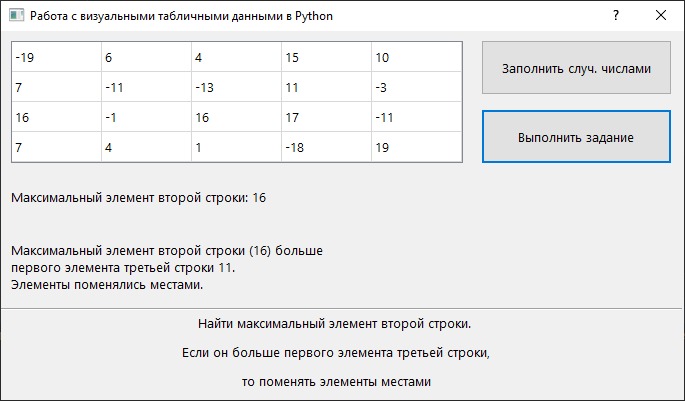 Работа с визуальными табличными данными в Python
-19 6 4 15 10
7 -11 -13 11 -3
16 -1 16 17 -11
7 4 1 -18 19
Заполнить случ. числами
Выполнить задание
Максимальный элемент второй строки: 16
Максимальный элемент второй строки (16) больше
первого элемента третьей строки 11.
Элементы поменялись местами.
Найти максимальный элемент второй строки.
Если он больше первого элемента третьей строки,
то поменять элементы местами